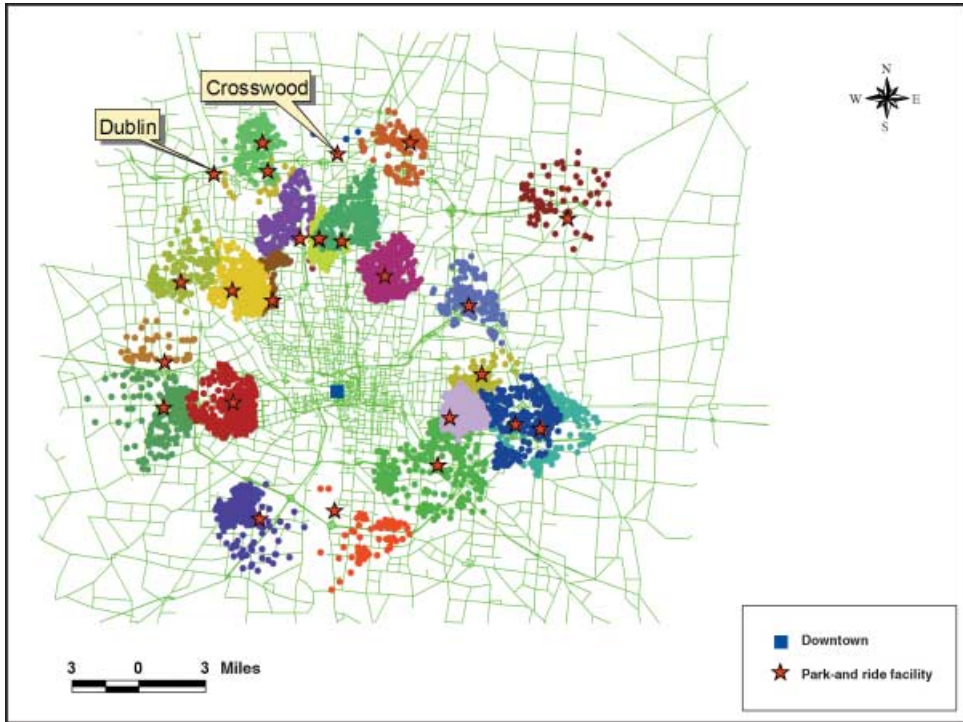 Crosswood
Dublin
N
W E
S
3 0 3 Miles
Downtown
Park-and ride facility